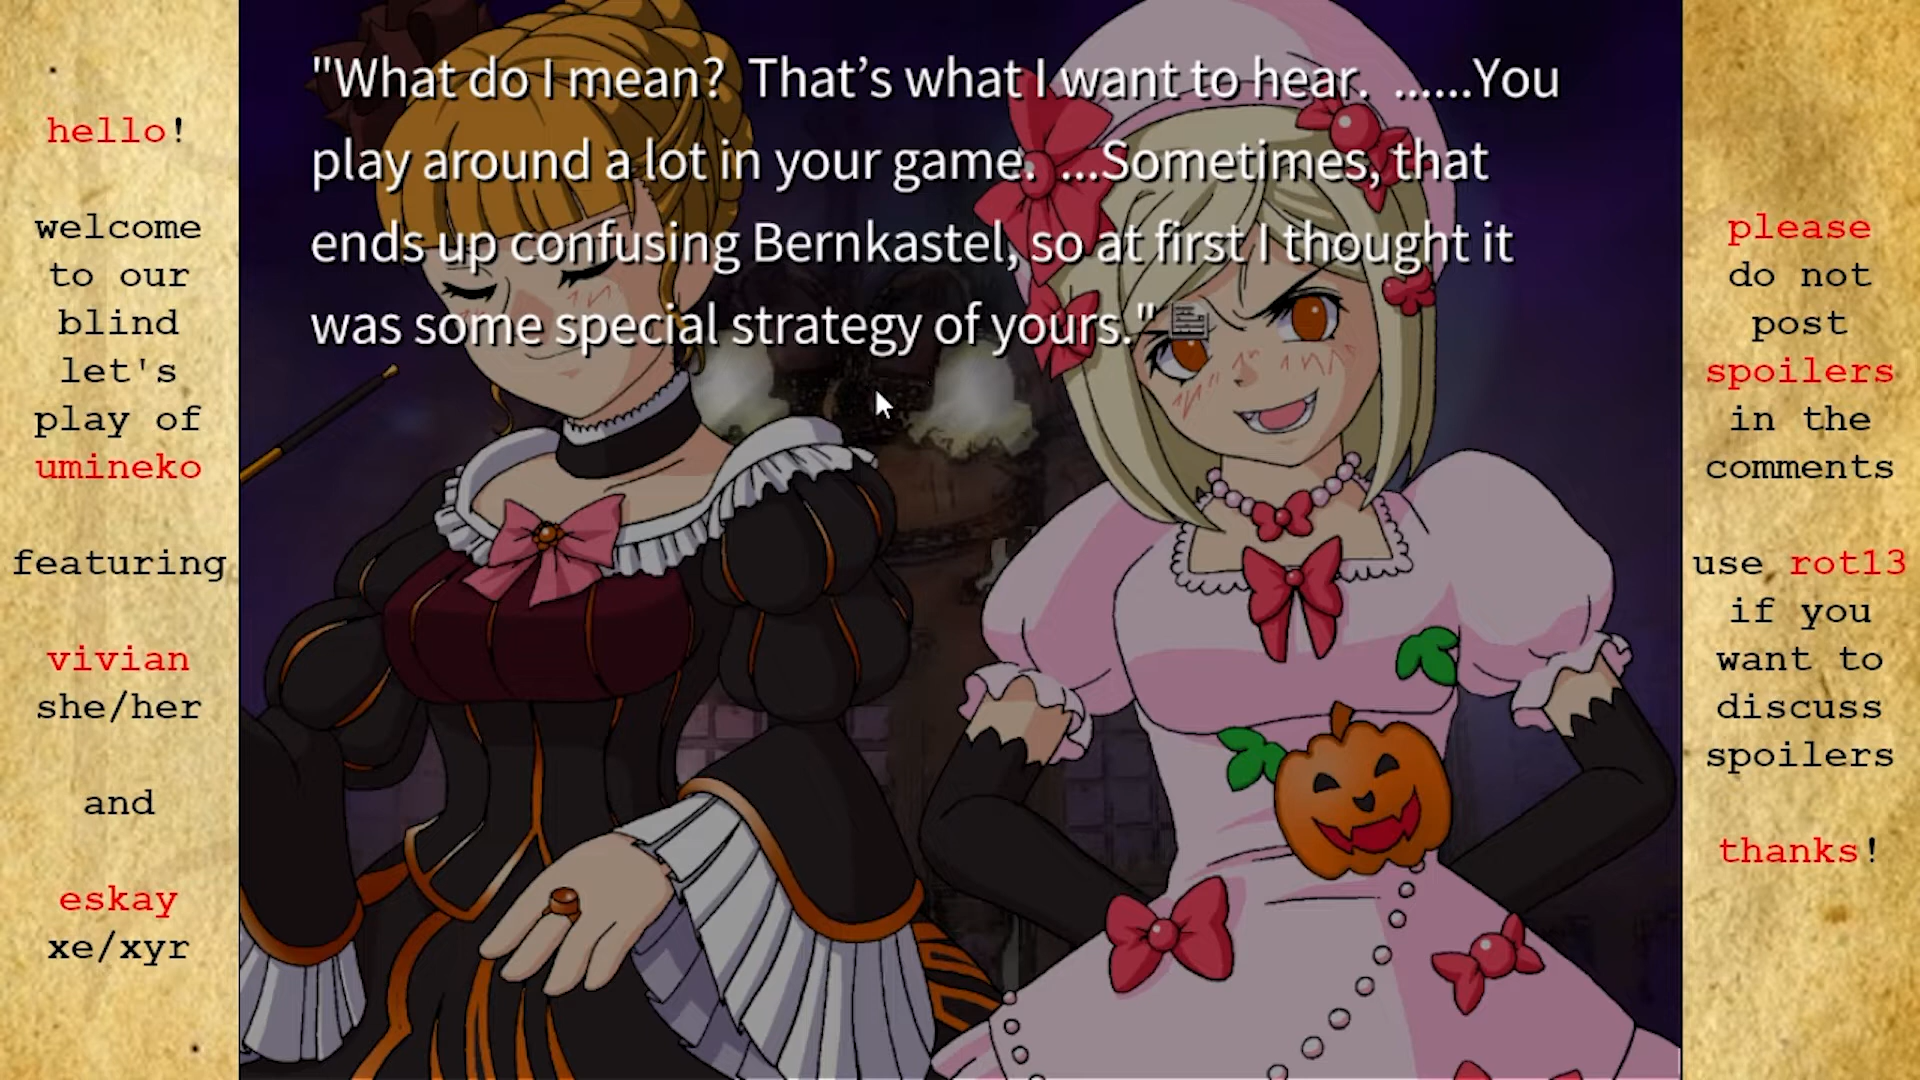 hello!
welcome
to our
blind
let's
play of
umineko
featuring
vivian
she/her
and
eskay
xe/xyr
"What do I mean?  That’s what I want to hear.  ......You
play around a lot in your game.  ...Sometimes, that
ends up confusing Bernkastel, so at first I thought it
was some special strategy of yours."
please
do not
post
spoilers
in the
comments
use rot13
if you
want to
discuss
spoilers
thanks!